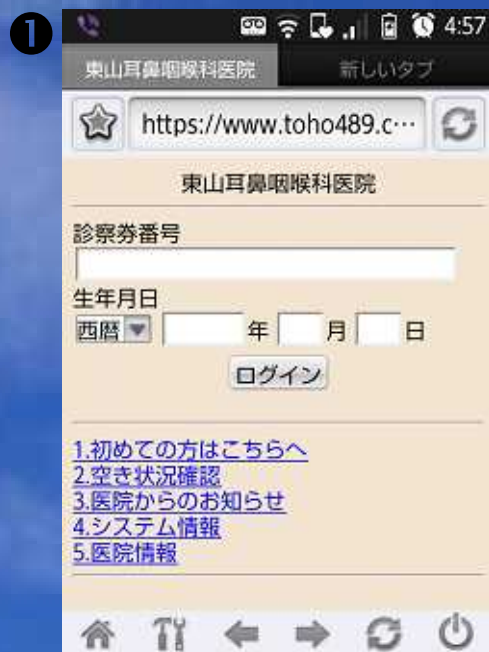 ❶
4:57
東山耳鼻咽喉科医院
新しいタブ
https://www.toho489.c…
東山耳鼻咽喉科医院
診察券番号
生年月日
西暦 年 月 日
ログイン
1.初めての方はこちらへ
2.空き状況確認
3.医院からのお知らせ
4.システム情報
5.医院情報